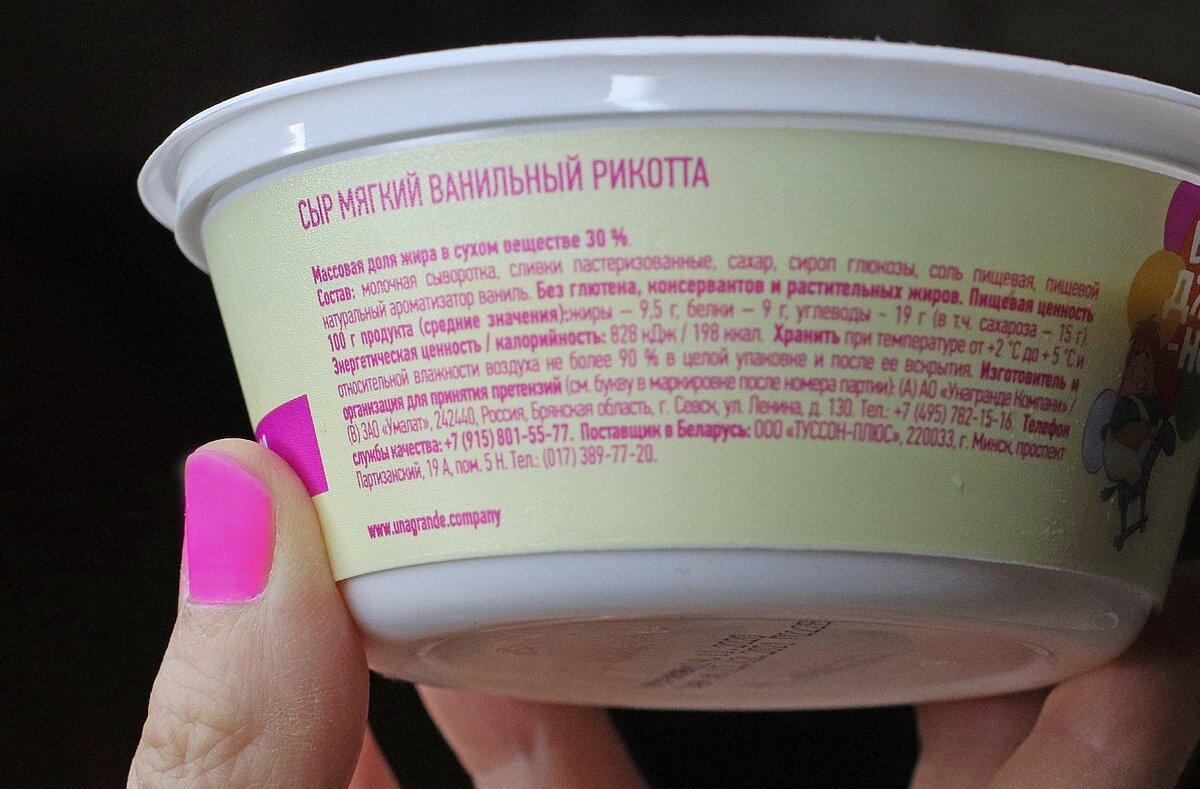 СЫР МЯГКИЙ ВАНИЛЬНЫЙ РИКОТТА
Массовая доля жира в сухом веществе 30 %.
Состав: молочная сыворотка, сливки пастеризованные, сахар, сироп глюкозы, соль пищевая, пищевой
натуральный ароматизатор ваниль. Без глютена, консервантов и растительных жиров. Пищевая ценность
100 г продукта (средние значения):жиры – 9,5 г, белки – 9 г, углеводы - 19 г (в т.ч. сахароза – 15 г)
Энергетическая ценность / калорийность: 828 кДж / 198 ккал. Хранить при температуре от +2 °С до + 5 °С и
относительной влажности воздуха не более 90 % в целой упаковке и после ее вскрытия. Изготовитель и
организация для принятия претензий (см. букву в маркировке после номера партии): (А) АО «Унагранде Компани» /
(В) ЗАО «Умалат», 242440, Россия, Брянская область, г. Севск, ул. Ленина, д. 130. Тел.: +7 (495) 782-15-16. Телефон
службы качества: +7 (915) 801-55-77. Поставщик в Беларусь: ООО «ТУССОН-ПЛЮС», 220033, г. Минск, проспект
Партизанский, 19 А, пом. 5 Н. Тел.: (017) 389-77-20.
www.unagrande.company